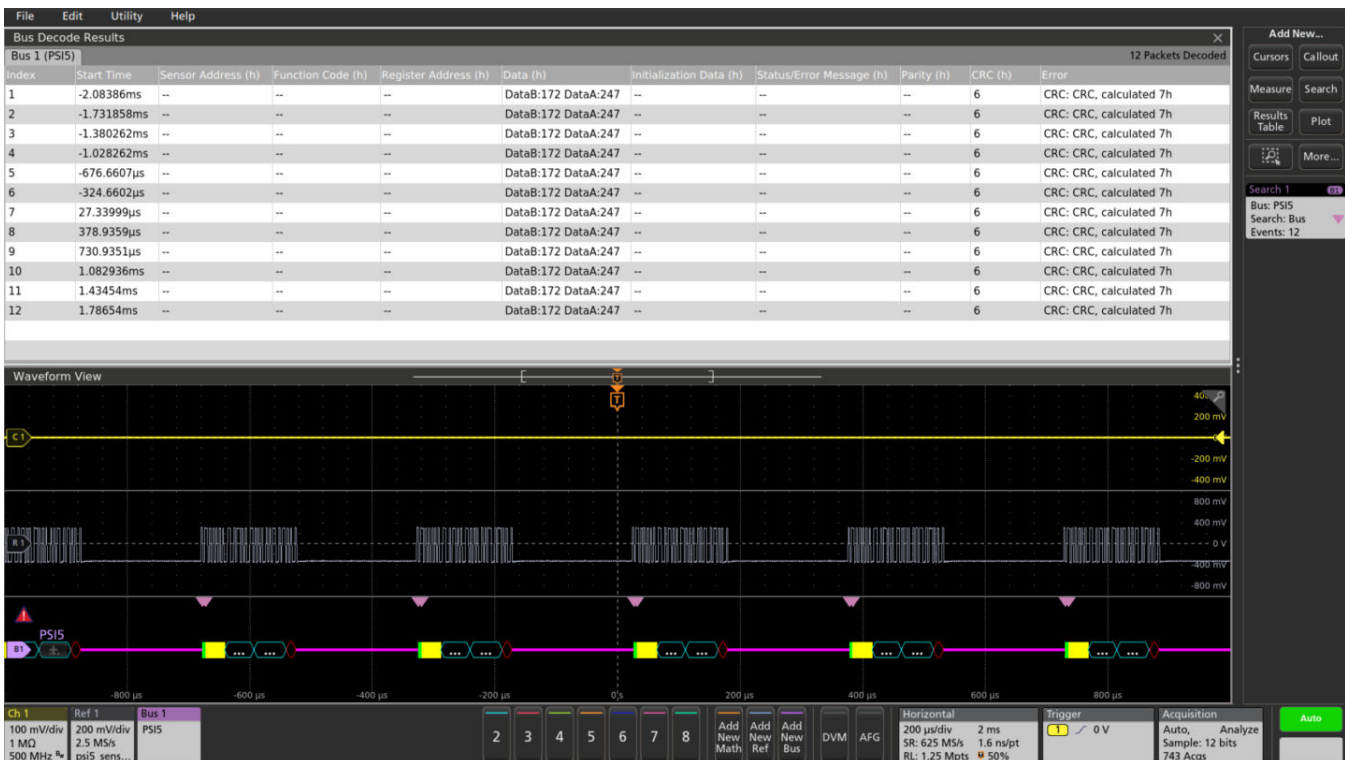 File Edit Utility Help
Bus Decode Results
Bus 1 (PSI5) 12 Packets Decoded
Index Start Time Sensor Address (h) Function Code (h) Register Address (h) Data (h) Initialization Data (h) Status/Error Message (h) Parity (h) CRC (h) Error
1 -2.08386ms -- -- -- DataB:172 DataA:247 -- -- -- 6 CRC: CRC, calculated 7h
2 -1.731858ms -- -- -- DataB:172 DataA:247 -- -- -- 6 CRC: CRC, calculated 7h
3 -1.380262ms -- -- -- DataB:172 DataA:247 -- -- -- 6 CRC: CRC, calculated 7h
4 -1.028262ms -- -- -- DataB:172 DataA:247 -- -- -- 6 CRC: CRC, calculated 7h
5 -676.6607µs -- -- -- DataB:172 DataA:247 -- -- -- 6 CRC: CRC, calculated 7h
6 -324.6602µs -- -- -- DataB:172 DataA:247 -- -- -- 6 CRC: CRC, calculated 7h
7 27.33999µs -- -- -- DataB:172 DataA:247 -- -- -- 6 CRC: CRC, calculated 7h
8 378.9359µs -- -- -- DataB:172 DataA:247 -- -- -- 6 CRC: CRC, calculated 7h
9 730.9351µs -- -- -- DataB:172 DataA:247 -- -- -- 6 CRC: CRC, calculated 7h
10 1.082936ms -- -- -- DataB:172 DataA:247 -- -- -- 6 CRC: CRC, calculated 7h
11 1.43454ms -- -- -- DataB:172 DataA:247 -- -- -- 6 CRC: CRC, calculated 7h
12 1.78654ms -- -- -- DataB:172 DataA:247 -- -- -- 6 CRC: CRC, calculated 7h
Add New...
Cursors Callout
Measure Search
Results Table Plot
More...
Search 1 B1
Bus: PSI5
Search: Bus
Events: 12
Waveform View
T
T
200 mV
C1
-200 mV
-400 mV
800 mV
400 mV
R1 0 V
-400 mV
-800 mV
PSI5
B1
... ... ... ... ... ... ... ... ... ...
-800 µs -600 µs -400 µs -200 µs 0 s 200 µs 400 µs 600 µs 800 µs
Ch 1
100 mV/div
1 MΩ
500 MHz
Ref 1
200 mV/div
2.5 MS/s
psi5_sens...
Bus 1
PSI5
2 3 4 5 6 7 8
Add New Math
Add New Ref
Add New Bus
DVM AFG
Horizontal
200 µs/div 2 ms
SR: 625 MS/s 1.6 ns/pt
RL: 1.25 Mpts 50%
Trigger
1 0 V
Acquisition
Auto, Analyze
Sample: 12 bits
743 Acqs
Auto